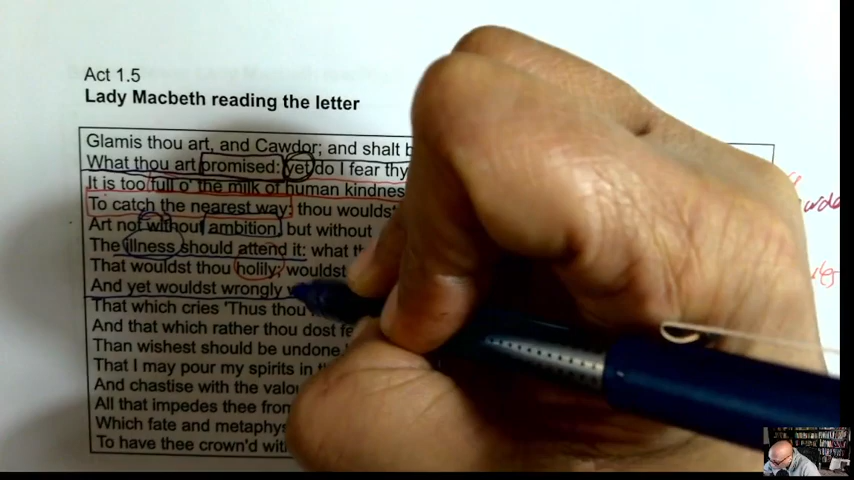 Act 1.5
Lady Macbeth reading the letter
Glamis thou art, and Cawdor; and shalt b
What thou art promised: yet do I fear thy
It is too full o' the milk of human kindnes
To catch the nearest way: thou wouldst
Art not without ambition, but without
The illness should attend it: what th
That wouldst thou holily; wouldst
And yet wouldst wrongly
That which cries 'Thus thou
And that which rather thou dost fe
Than wishest should be undone.
That I may pour my spirits in
And chastise with the valo
All that impedes thee from
Which fate and metaphys
To have thee crown'd wit